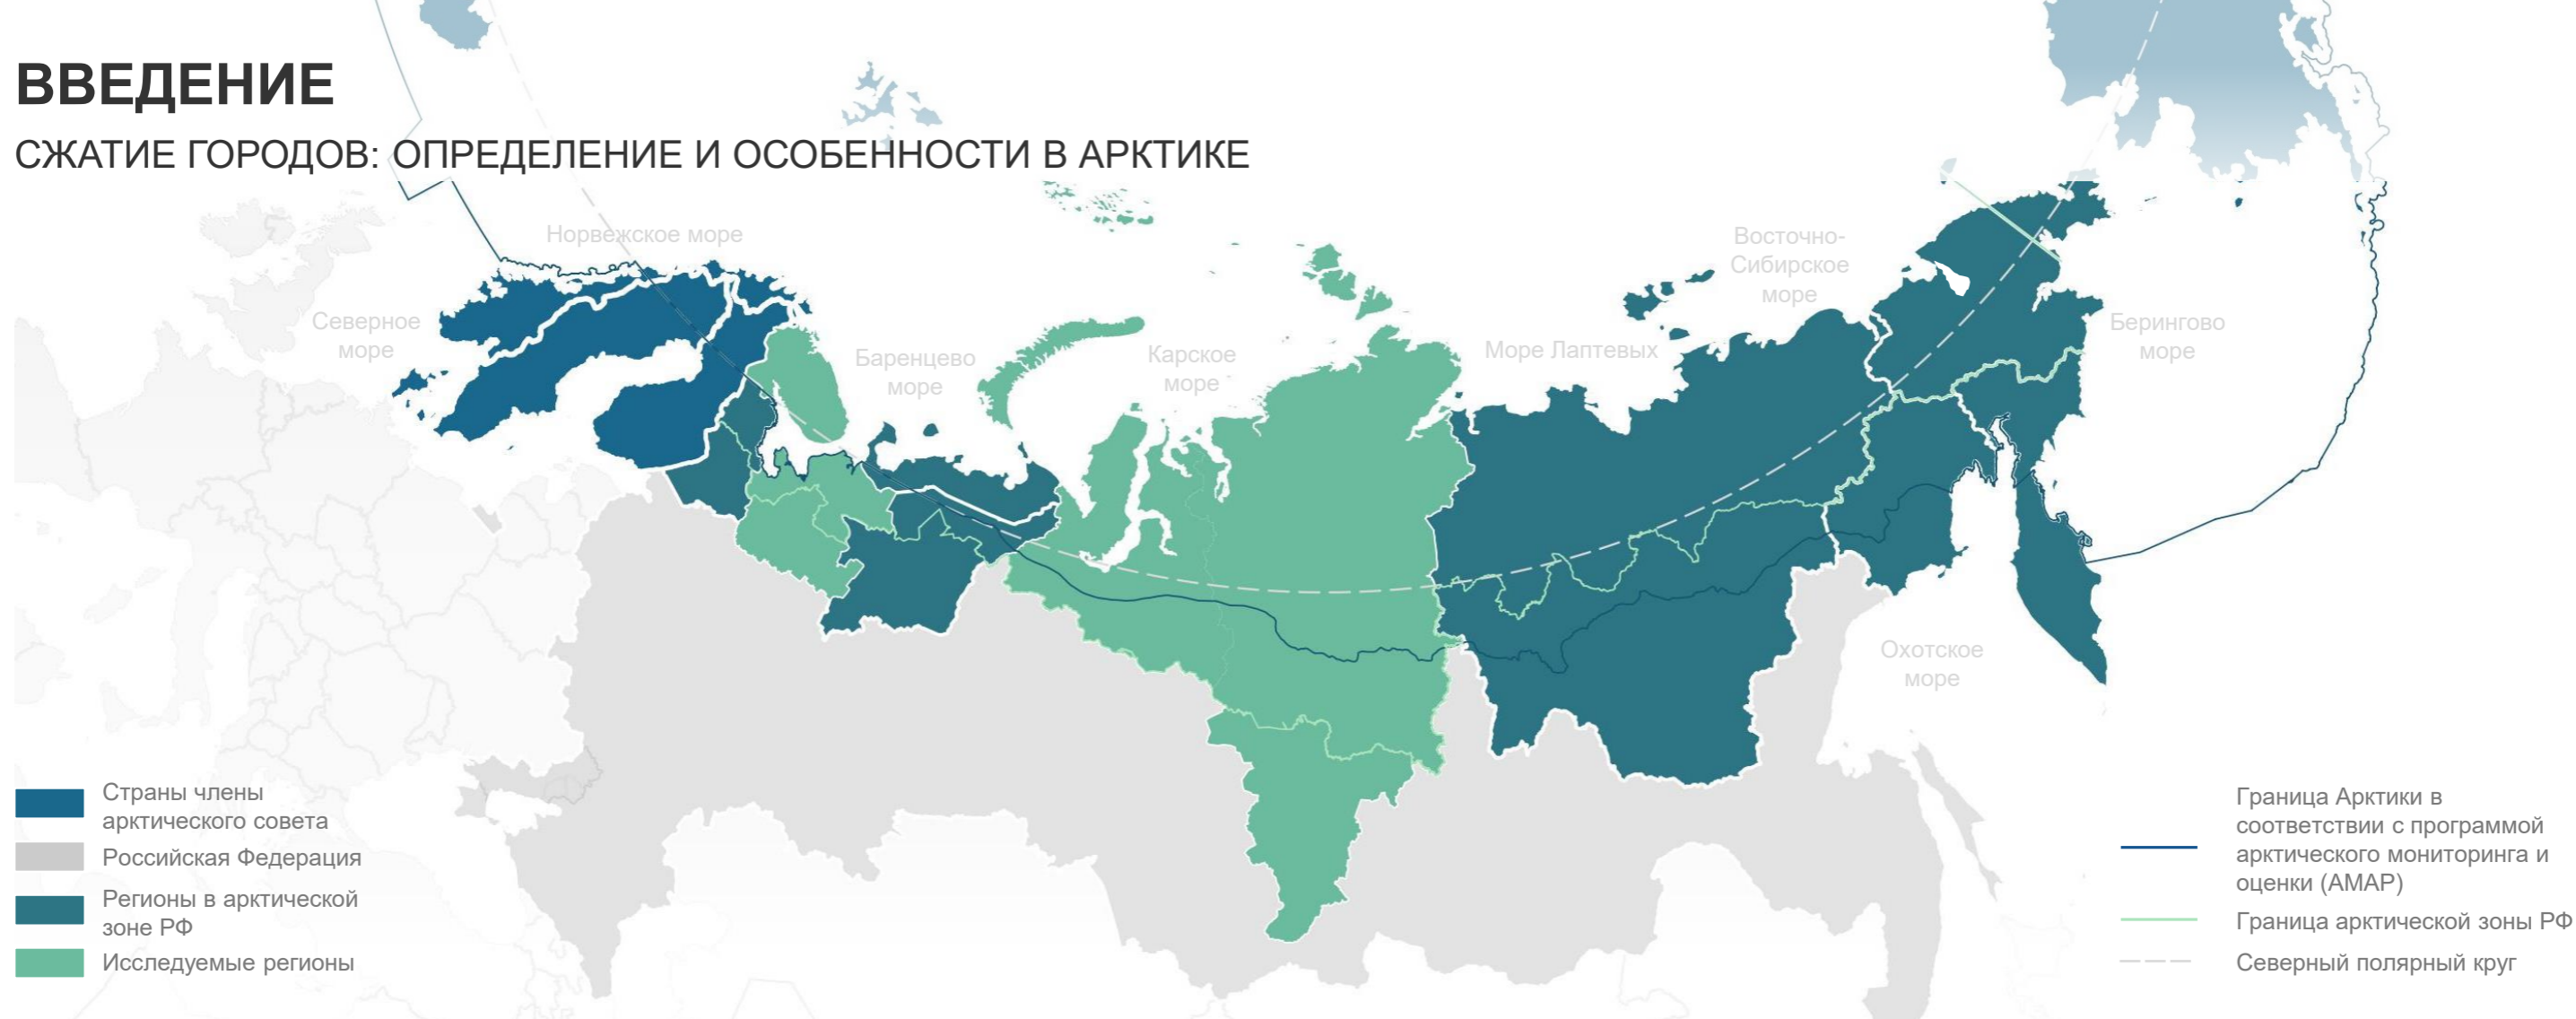 ВВЕДЕНИЕ
СЖАТИЕ ГОРОДОВ: ОПРЕДЕЛЕНИЕ И ОСОБЕННОСТИ В АРКТИКЕ
Норвежское море
Северное
море
Баренцево
море
Карское
море
Море Лаптевых
Восточно-
Сибирское
море
Берингово
море
Охотское
море
Страны члены
арктического совета
Российская Федерация
Регионы в арктической
зоне РФ
Исследуемые регионы
Граница Арктики в
соответствии с программой
арктического мониторинга и
оценки (AMAP)
Граница арктической зоны РФ
Северный полярный круг